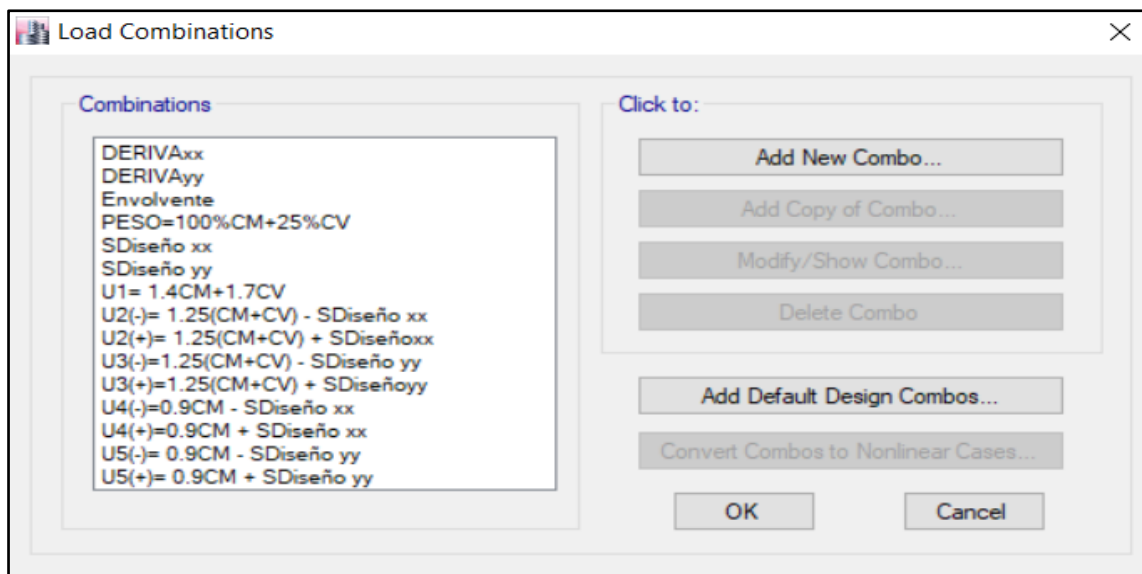 Load Combinations
Combinations
DERIVAxx
DERIVAyy
Envolvente
PESO=100%CM+25%CV
SDiseño xx
SDiseño yy
U1= 1.4CM+1.7CV
U2(-)= 1.25(CM+CV) - SDiseño xx
U2(+)= 1.25(CM+CV) + SDiseñoxx
U3(-)=1.25(CM+CV) - SDiseño yy
U3(+)=1.25(CM+CV) + SDiseñoyy
U4(-)=0.9CM - SDiseño xx
U4(+)=0.9CM + SDiseño xx
U5(-)= 0.9CM - SDiseño yy
U5(+)= 0.9CM + SDiseño yy
Click to:
Add New Combo...
Add Copy of Combo...
Modify/Show Combo...
Delete Combo
Add Default Design Combos...
Convert Combos to Nonlinear Cases...
OK
Cancel